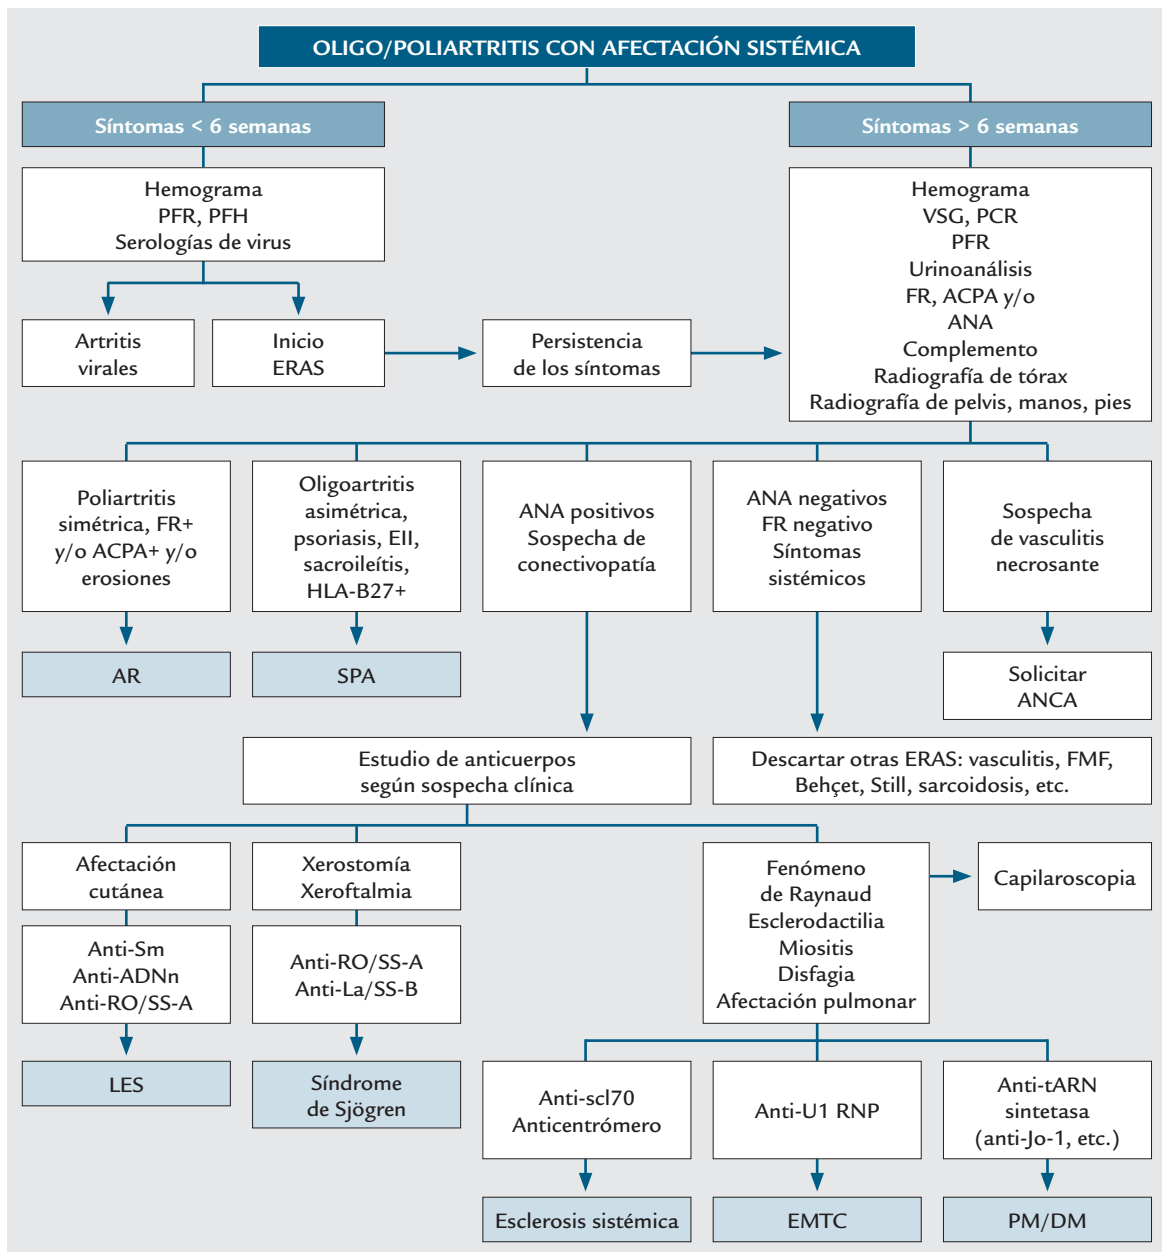 OLIGO/POLIARTRITIS CON AFECTACIÓN SISTÉMICA
Síntomas < 6 semanas
Síntomas > 6 semanas
Hemograma
PFR, PFH
Serologías de virus
Hemograma
VSG, PCR
PFR
Urinoanálisis
FR, ACPA y/o
ANA
Complemento
Radiografía de tórax
Radiografía de pelvis, manos, pies
Artritis
virales
Inicio
ERAS
Persistencia
de los síntomas
Poliartritis
simétrica, FR+
y/o ACPA+ y/o
erosiones
Oligoartritis
asimétrica,
psoriasis, EII,
sacroileítis,
HLA-B27+
ANA positivos
Sospecha de
conectivopatía
ANA negativos
FR negativo
Síntomas
sistémicos
Sospecha
de vasculitis
necrosante
AR
SPA
Solicitar
ANCA
Estudio de anticuerpos
según sospecha clínica
Descartar otras ERAS: vasculitis, FMF,
Behçet, Still, sarcoidosis, etc.
Afectación
cutánea
Xerostomía
Xeroftalmia
Fenómeno
de Raynaud
Esclerodactilia
Miositis
Disfagia
Afectación pulmonar
Capilaroscopia
Anti-Sm
Anti-ADNn
Anti-RO/SS-A
Anti-RO/SS-A
Anti-La/SS-B
LES
Síndrome
de Sjögren
Anti-scl70
Anticentrómero
Anti-U1 RNP
Anti-tARN
sintetasa
(anti-Jo-1, etc.)
Esclerosis sistémica
EMTC
PM/DM